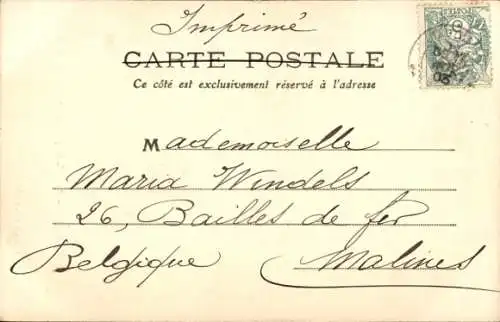 Imprimé
CARTE POSTALE
Ce côté est exclusivement réservé à l'adresse
Mademoiselle
Maria Windels
26, Bailles de fer
Belgique Malines